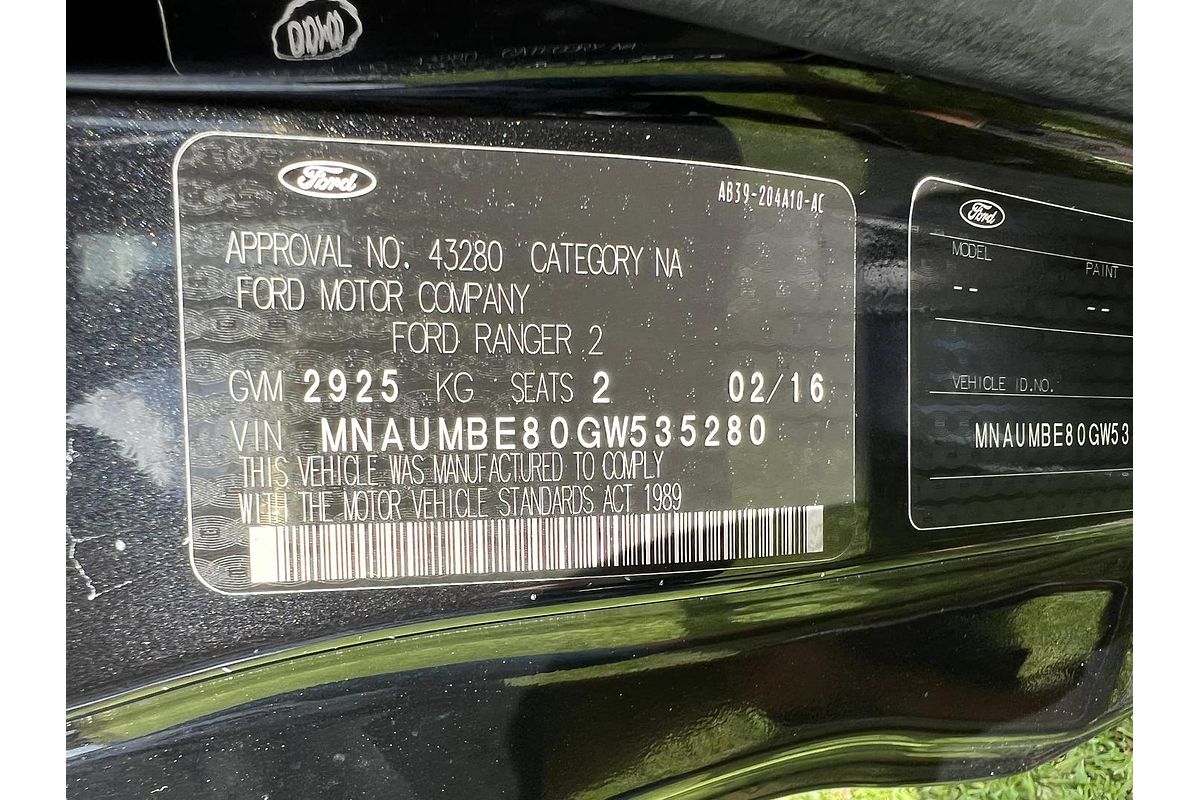 Ford
AB39-204A10-AC
APPROVAL NO. 43280 CATEGORY NA
FORD MOTOR COMPANY
FORD RANGER 2
GVM 2925 KG SEATS 2 02/16
VIN MNAUMBE80GW535280
THIS VEHICLE WAS MANUFACTURED TO COMPLY
WITH THE MOTOR VEHICLE STANDARDS ACT 1989
Ford
MODEL
PAINT
--
--
VEHICLE ID.NO.
MNAUMBE80GW53